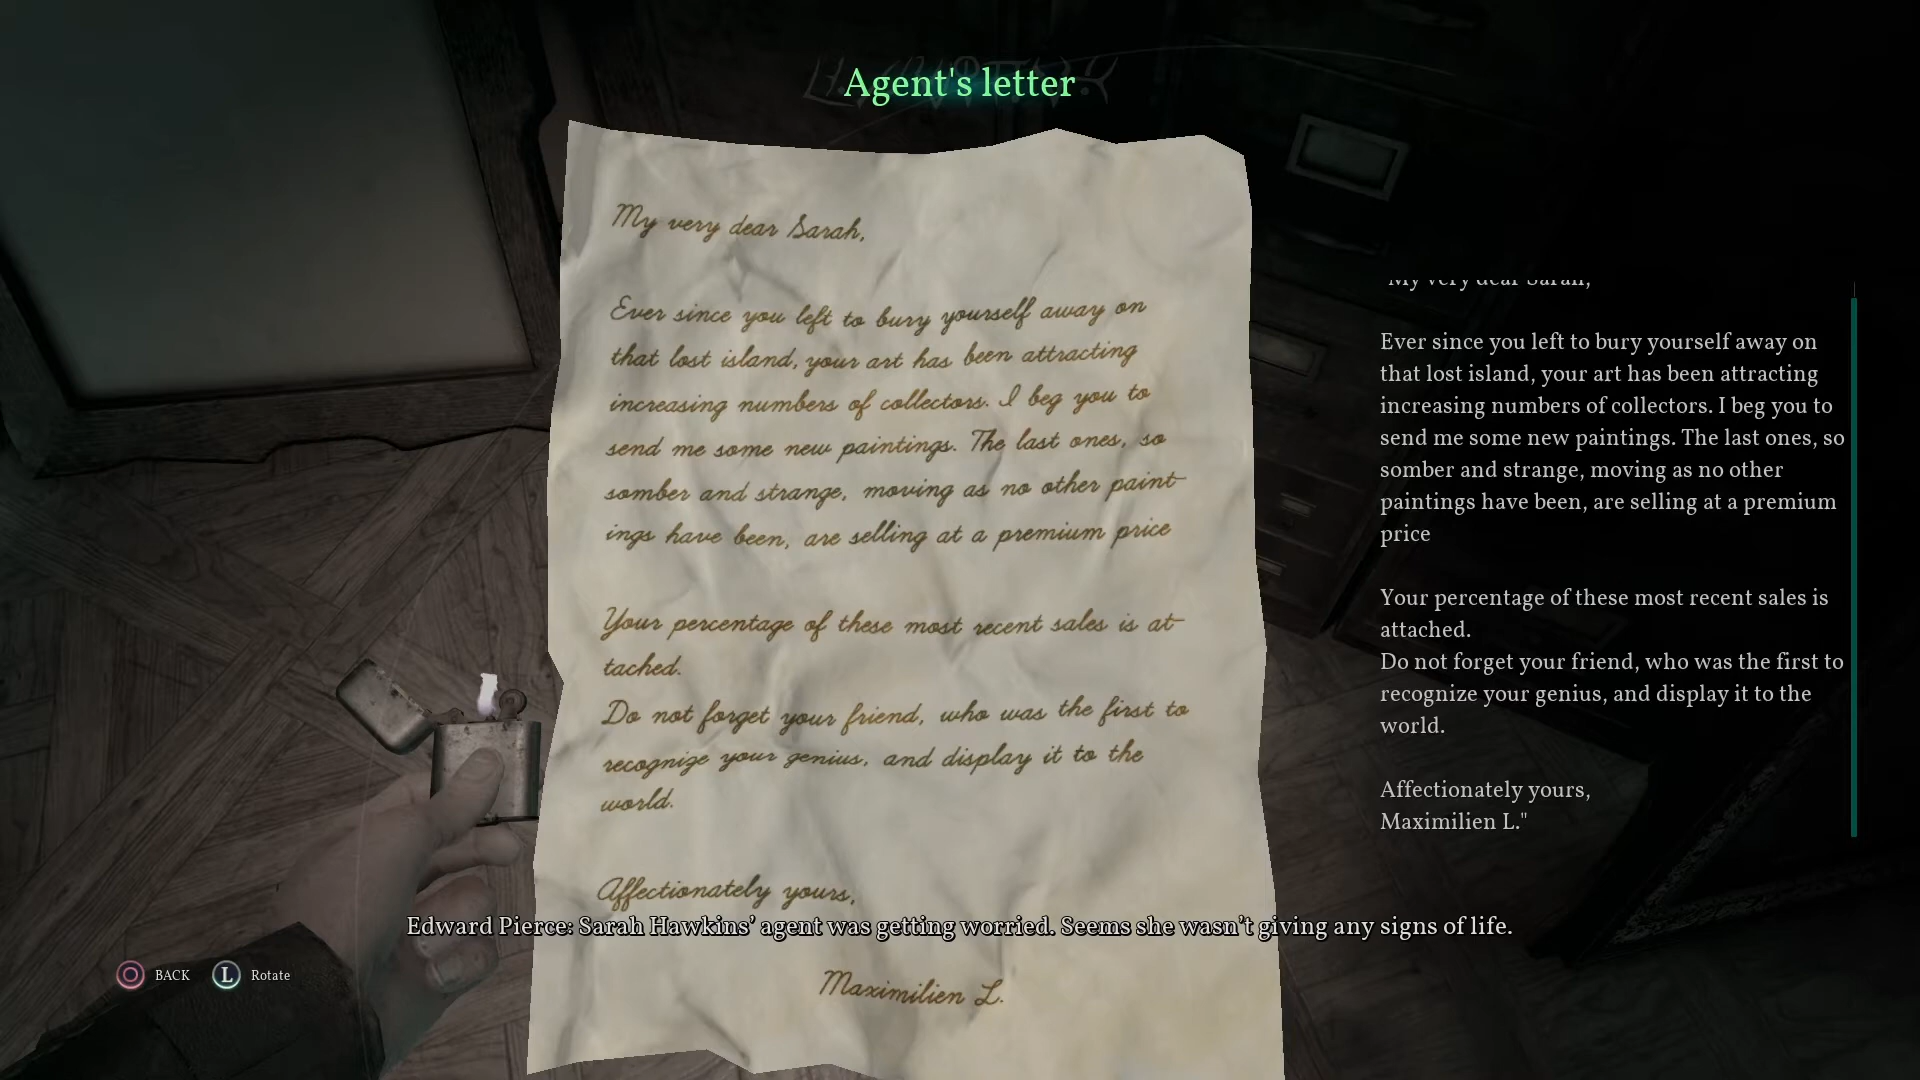 Agent's letter
My very dear Sarah,
Ever since you left to bury yourself away on
that lost island, your art has been attracting
increasing numbers of collectors. I beg you to
send me some new paintings. The last ones, so
somber and strange, moving as no other paint-
ings have been, are selling at a premium price
Your percentage of these most recent sales is at-
tached.
Do not forget your friend, who was the first to
recognize your genius, and display it to the
world.
Affectionately yours,
Maximilien L.
"My very dear Sarah,
Ever since you left to bury yourself away on
that lost island, your art has been attracting
increasing numbers of collectors. I beg you to
send me some new paintings. The last ones, so
somber and strange, moving as no other
paintings have been, are selling at a premium
price
Your percentage of these most recent sales is
attached.
Do not forget your friend, who was the first to
recognize your genius, and display it to the
world.
Affectionately yours,
Maximilien L."
Edward Pierce: Sarah Hawkins' agent was getting worried. Seems she wasn't giving any signs of life.
BACK L Rotate